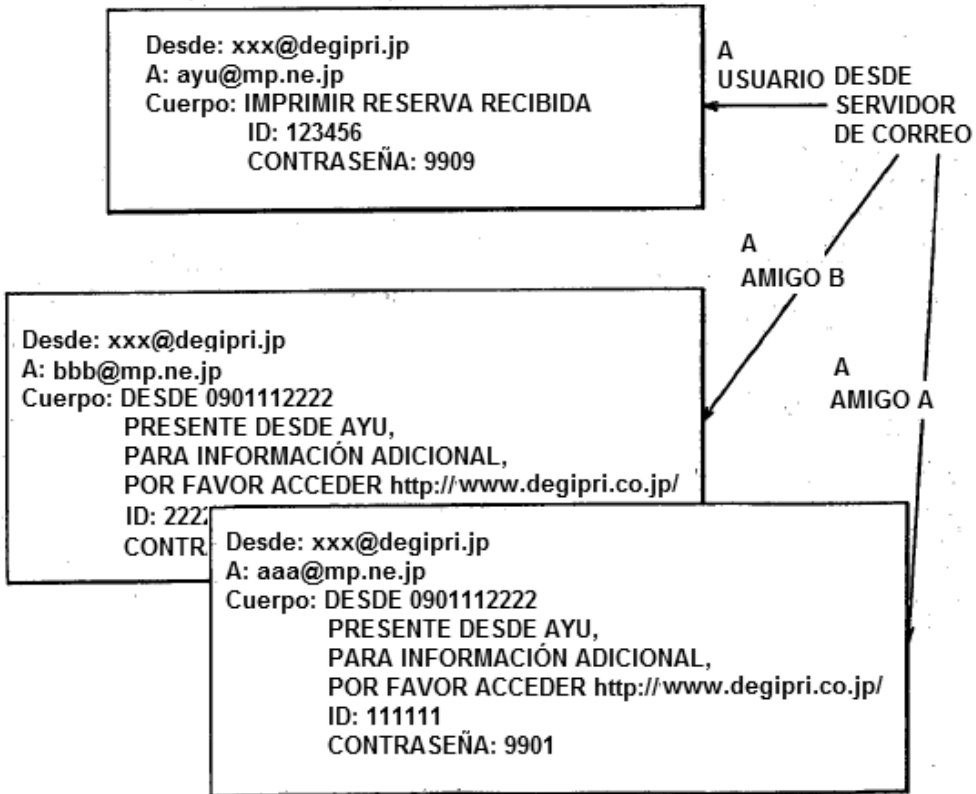 Desde: xxx@degipri.jp
A: ayu@mp.ne.jp
Cuerpo: IMPRIMIR RESERVA RECIBIDA
ID: 123456
CONTRASEÑA: 9909
A
USUARIO
DESDE
SERVIDOR
DE CORREO
A
AMIGO B
A
AMIGO A
Desde: xxx@degipri.jp
A: bbb@mp.ne.jp
Cuerpo: DESDE 0901112222
PRESENTE DESDE AYU,
PARA INFORMACIÓN ADICIONAL,
POR FAVOR ACCEDER http://www.degipri.co.jp/
ID: 222
CONTR
Desde: xxx@degipri.jp
A: aaa@mp.ne.jp
Cuerpo: DESDE 0901112222
PRESENTE DESDE AYU,
PARA INFORMACIÓN ADICIONAL,
POR FAVOR ACCEDER http://www.degipri.co.jp/
ID: 111111
CONTRASEÑA: 9901